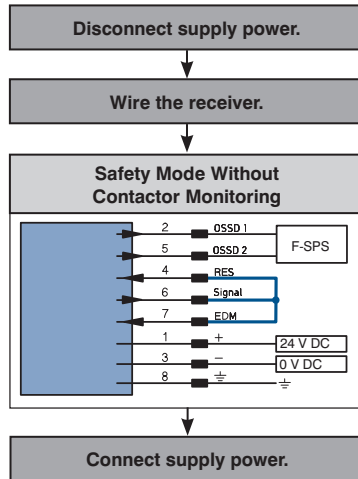 Disconnect supply power.
Wire the receiver.
Safety Mode Without
Contactor Monitoring
2 OSSD 1
F-SPS
5 OSSD 2
4 RES
6 Signal
7 EDM
1 + 24 V DC
3 – 0 V DC
8
Connect supply power.